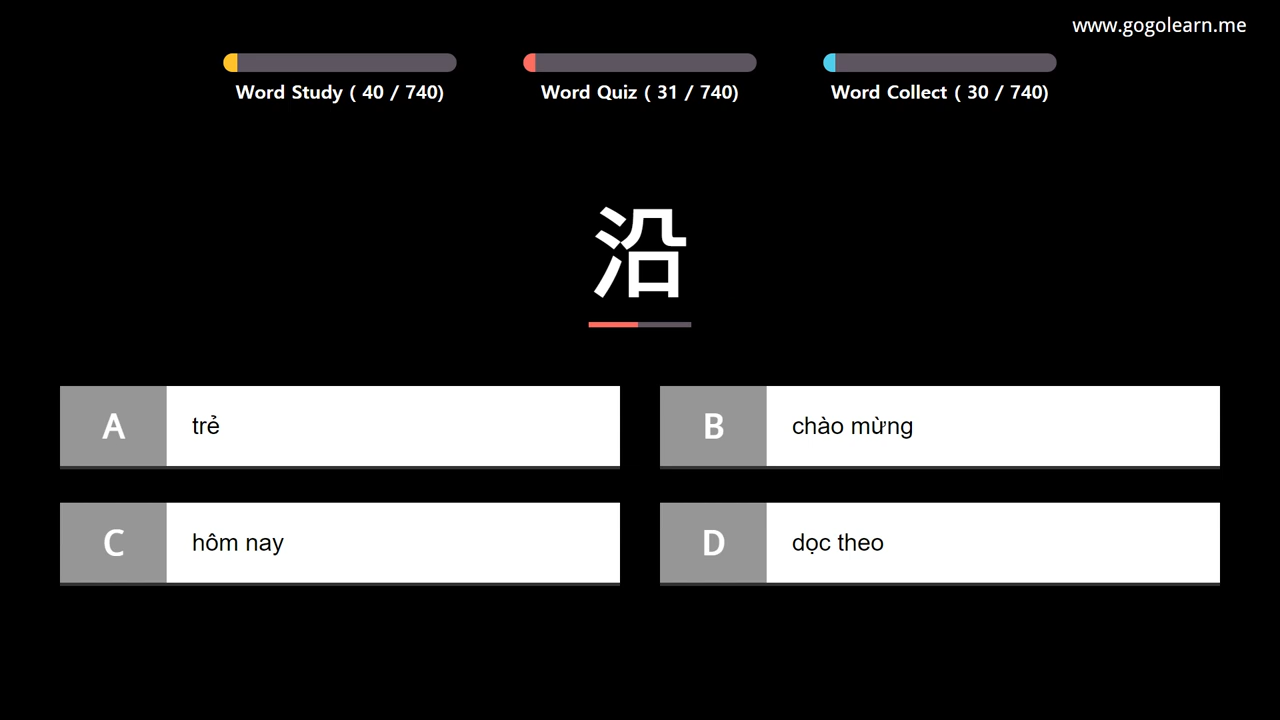 www.gogolearn.me
Word Study ( 40 / 740)
Word Quiz ( 31 / 740)
Word Collect ( 30 / 740)
沿
A trẻ
B chào mừng
C hôm nay
D dọc theo